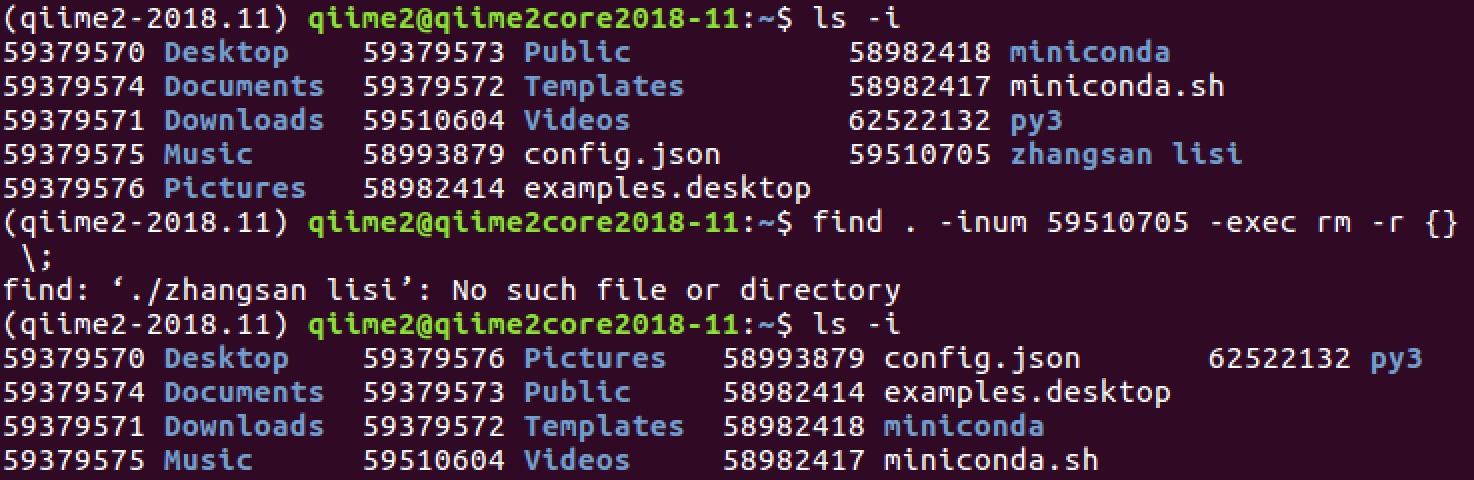 (qiime2-2018.11) qiime2@qiime2core2018-11:~$ ls -i
59379570 Desktop    59379573 Public            58982418 miniconda
59379574 Documents  59379572 Templates         58982417 miniconda.sh
59379571 Downloads  59510604 Videos            62522132 py3
59379575 Music      58993879 config.json       59510705 zhangsan lisi
59379576 Pictures   58982414 examples.desktop
(qiime2-2018.11) qiime2@qiime2core2018-11:~$ find . -inum 59510705 -exec rm -r {}
 \;
find: ‘./zhangsan lisi’: No such file or directory
(qiime2-2018.11) qiime2@qiime2core2018-11:~$ ls -i
59379570 Desktop    59379576 Pictures   58993879 config.json       62522132 py3
59379574 Documents  59379573 Public     58982414 examples.desktop
59379571 Downloads  59379572 Templates  58982418 miniconda
59379575 Music      59510604 Videos     58982417 miniconda.sh